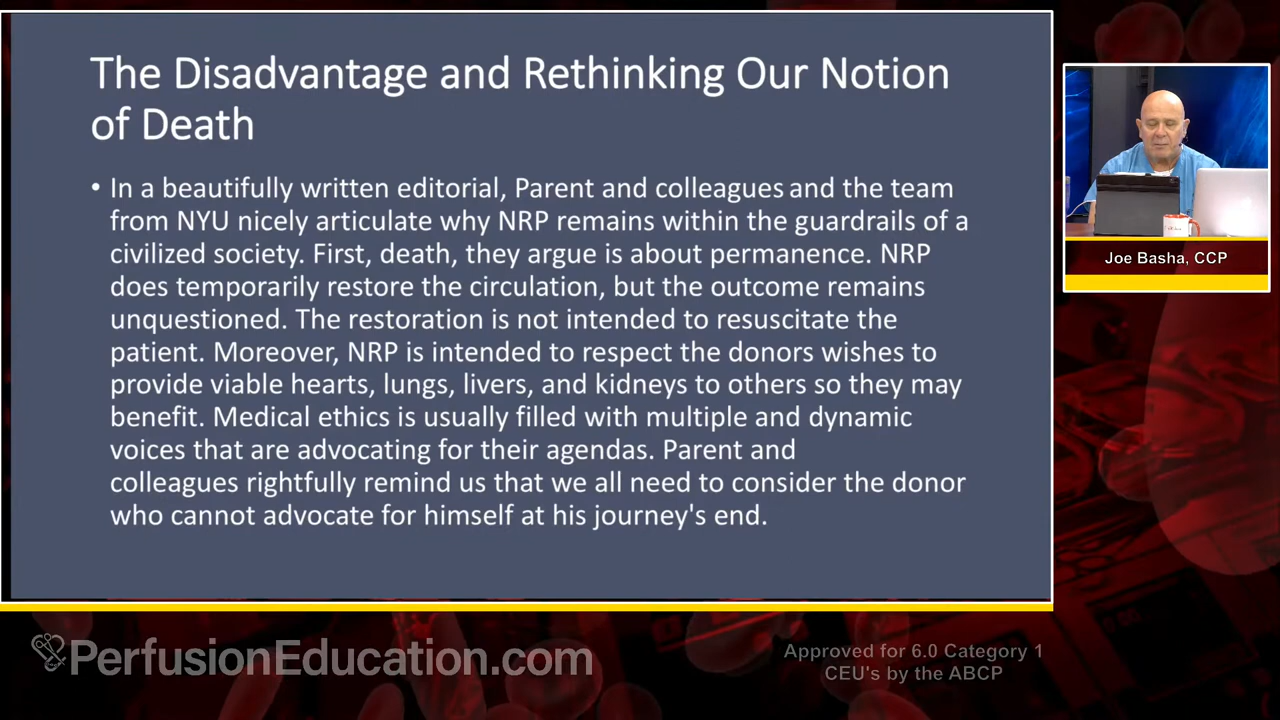 The Disadvantage and Rethinking Our Notion
of Death
• In a beautifully written editorial, Parent and colleagues and the team
from NYU nicely articulate why NRP remains within the guardrails of a
civilized society. First, death, they argue is about permanence. NRP
does temporarily restore the circulation, but the outcome remains
unquestioned. The restoration is not intended to resuscitate the
patient. Moreover, NRP is intended to respect the donors wishes to
provide viable hearts, lungs, livers, and kidneys to others so they may
benefit. Medical ethics is usually filled with multiple and dynamic
voices that are advocating for their agendas. Parent and
colleagues rightfully remind us that we all need to consider the donor
who cannot advocate for himself at his journey's end.
Joe Basha, CCP
PerfusionEducation.com
Approved for 6.0 Category 1
CEU's by the ABCP